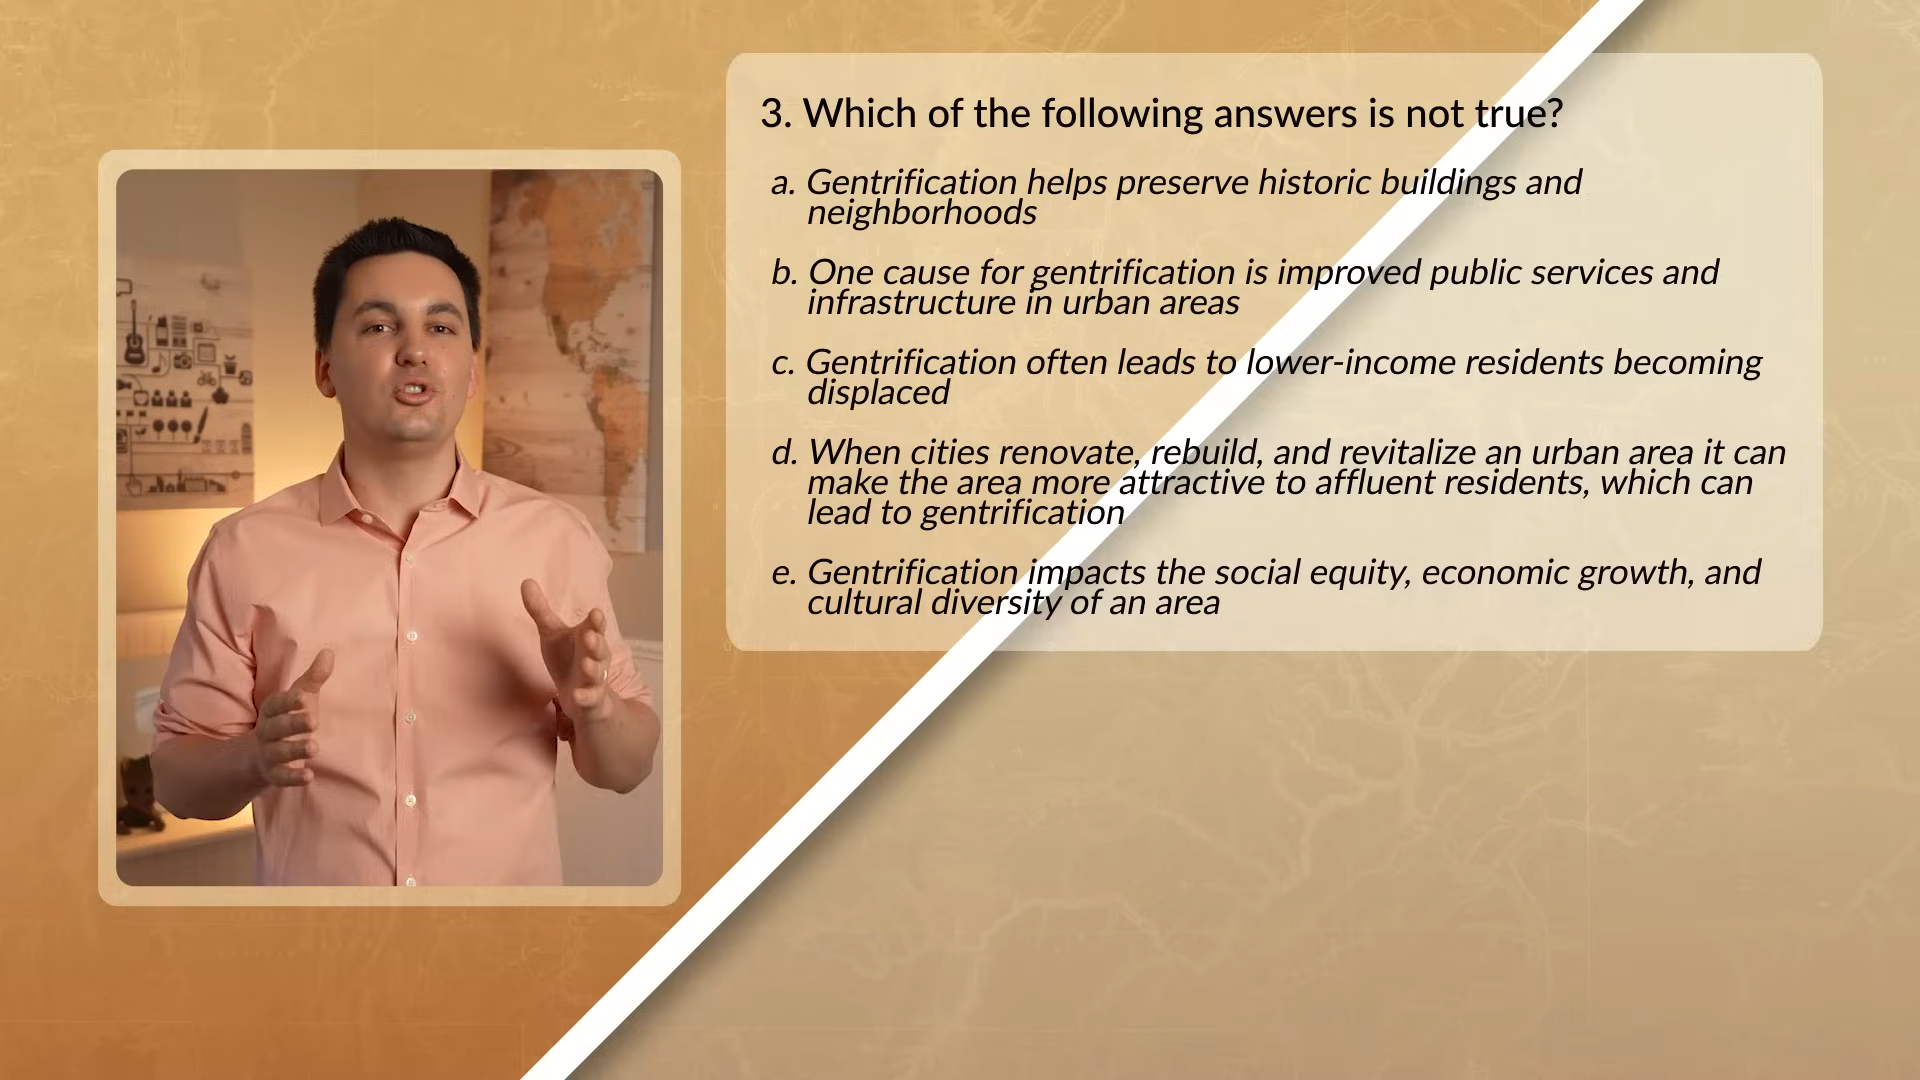 3. Which of the following answers is not true?
a. Gentrification helps preserve historic buildings and
neighborhoods
b. One cause for gentrification is improved public services and
infrastructure in urban areas
c. Gentrification often leads to lower-income residents becoming
displaced
d. When cities renovate, rebuild, and revitalize an urban area it can
make the area more attractive to affluent residents, which can
lead to gentrification
e. Gentrification impacts the social equity, economic growth, and
cultural diversity of an area